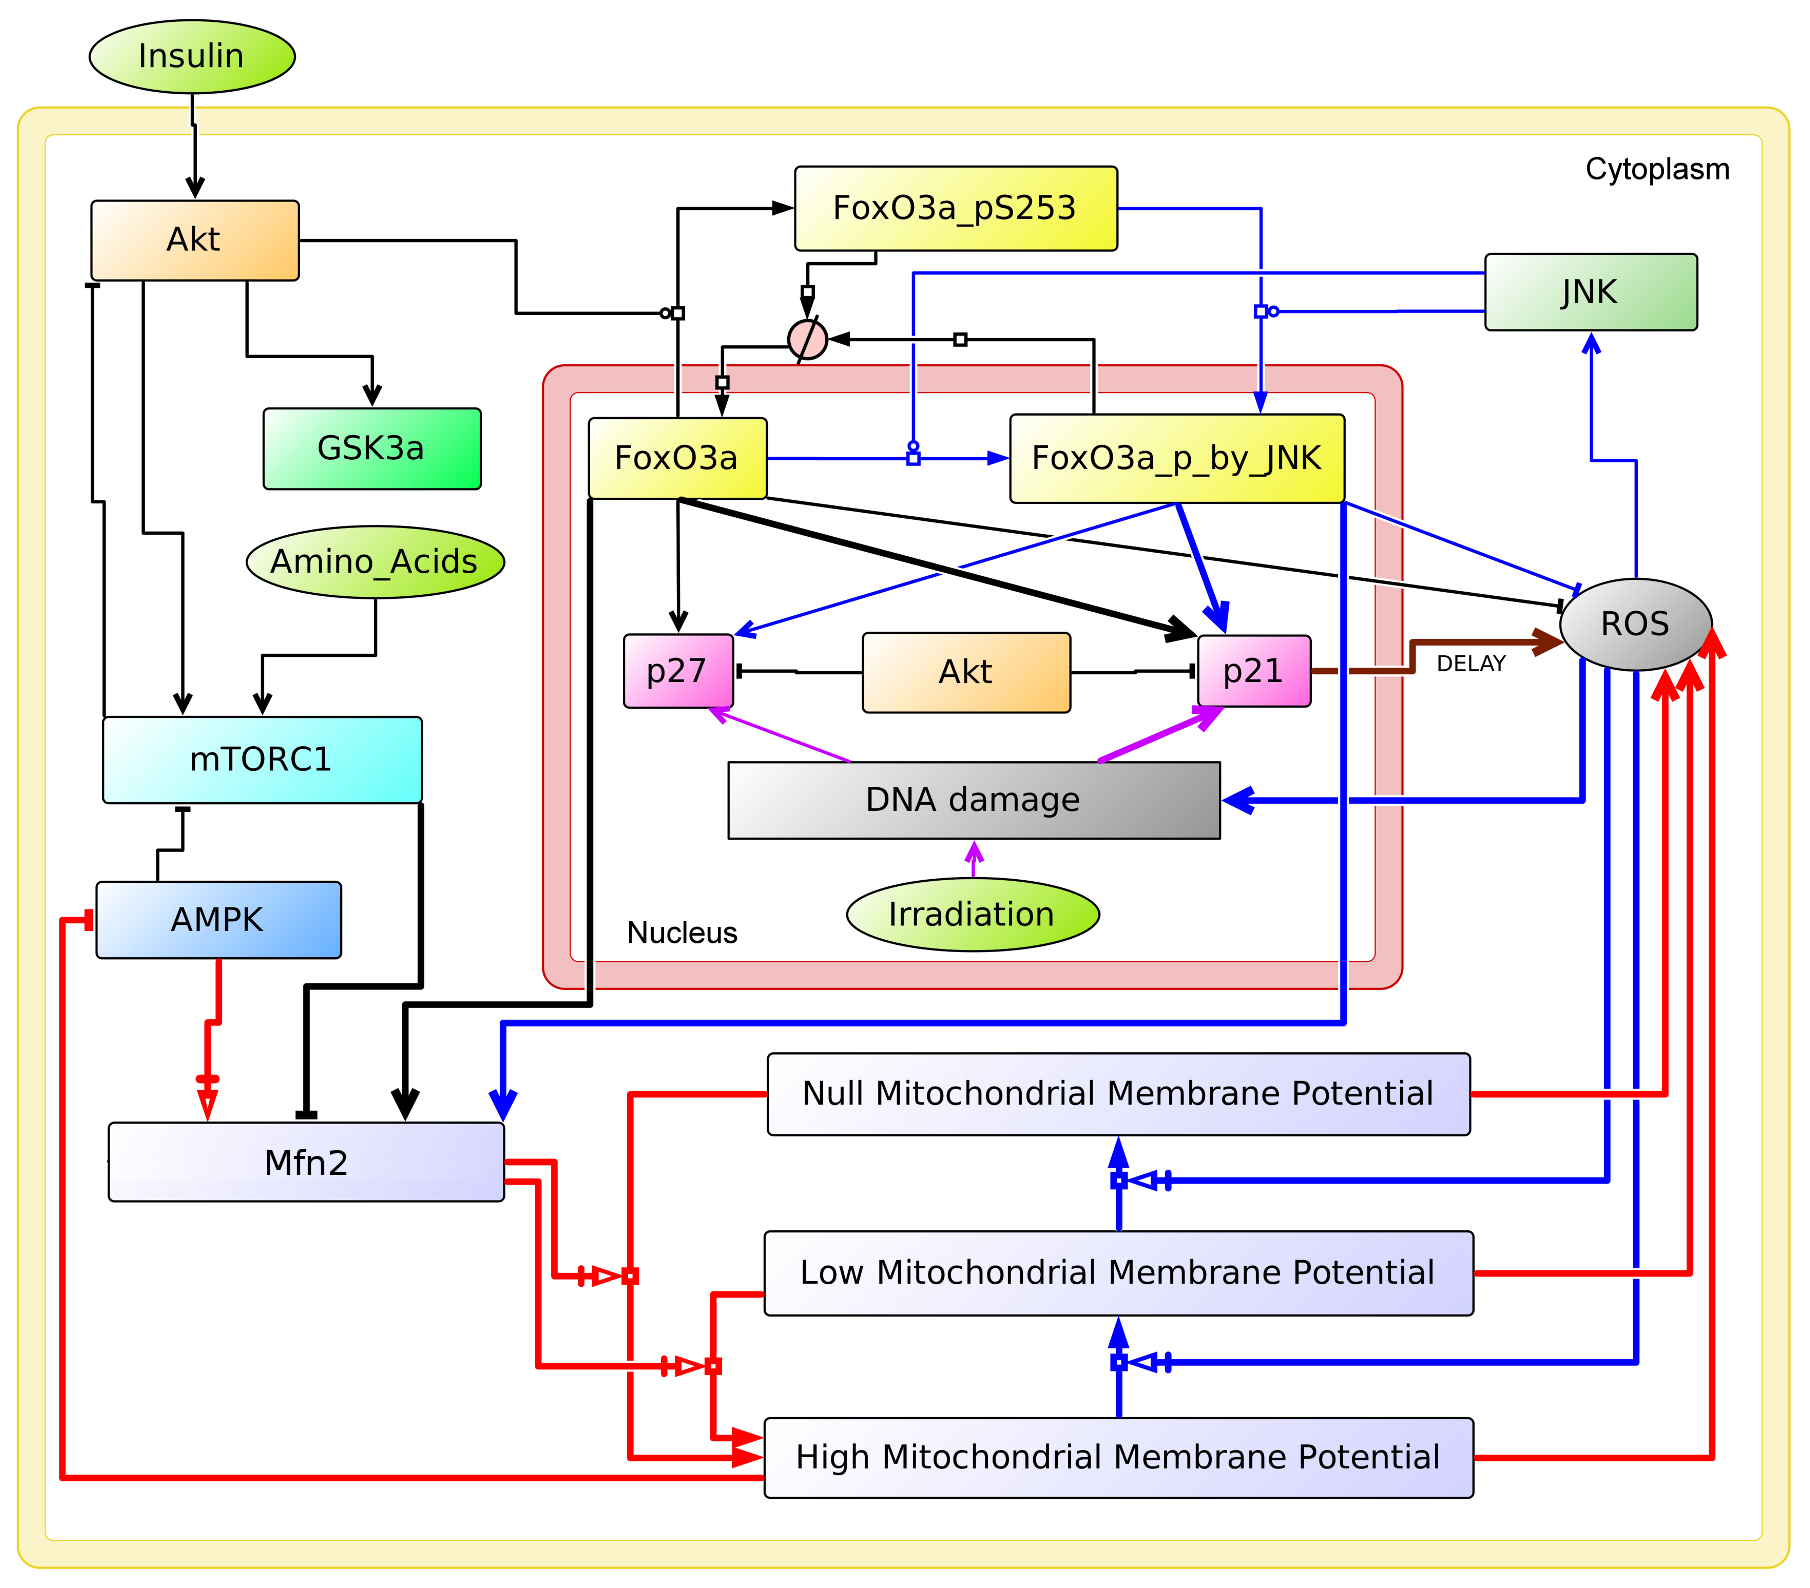 Insulin
Cytoplasm
FoxO3a_pS253
Akt
JNK
GSK3a
FoxO3a
FoxO3a_p_by_JNK
Amino_Acids
ROS
p27
Akt
p21
DELAY
mTORC1
DNA damage
AMPK
Irradiation
Nucleus
Null Mitochondrial Membrane Potential
Mfn2
Low Mitochondrial Membrane Potential
High Mitochondrial Membrane Potential